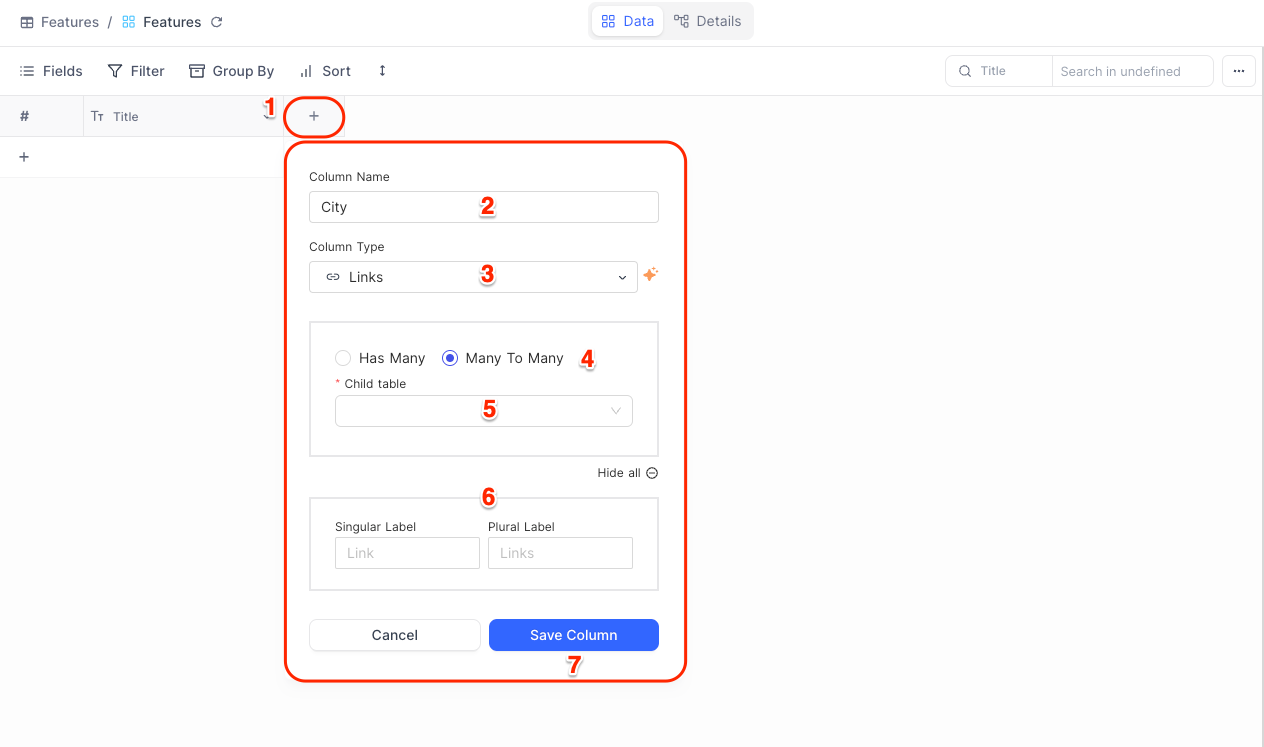 Features / Features
Data Details
Fields Filter Group By Sort
Title Search in undefined
# Title 1 +
+
Column Name
City 2
Column Type
Links 3
Has Many Many To Many 4
* Child table
5
Hide all
6
Singular Label Plural Label
Link Links
Cancel Save Column
7